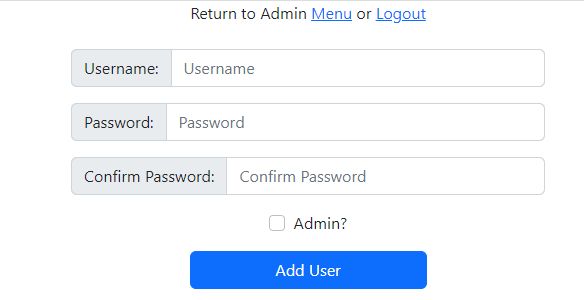 Return to Admin Menu or Logout
Username: Username
Password: Password
Confirm Password: Confirm Password
Admin?
Add User